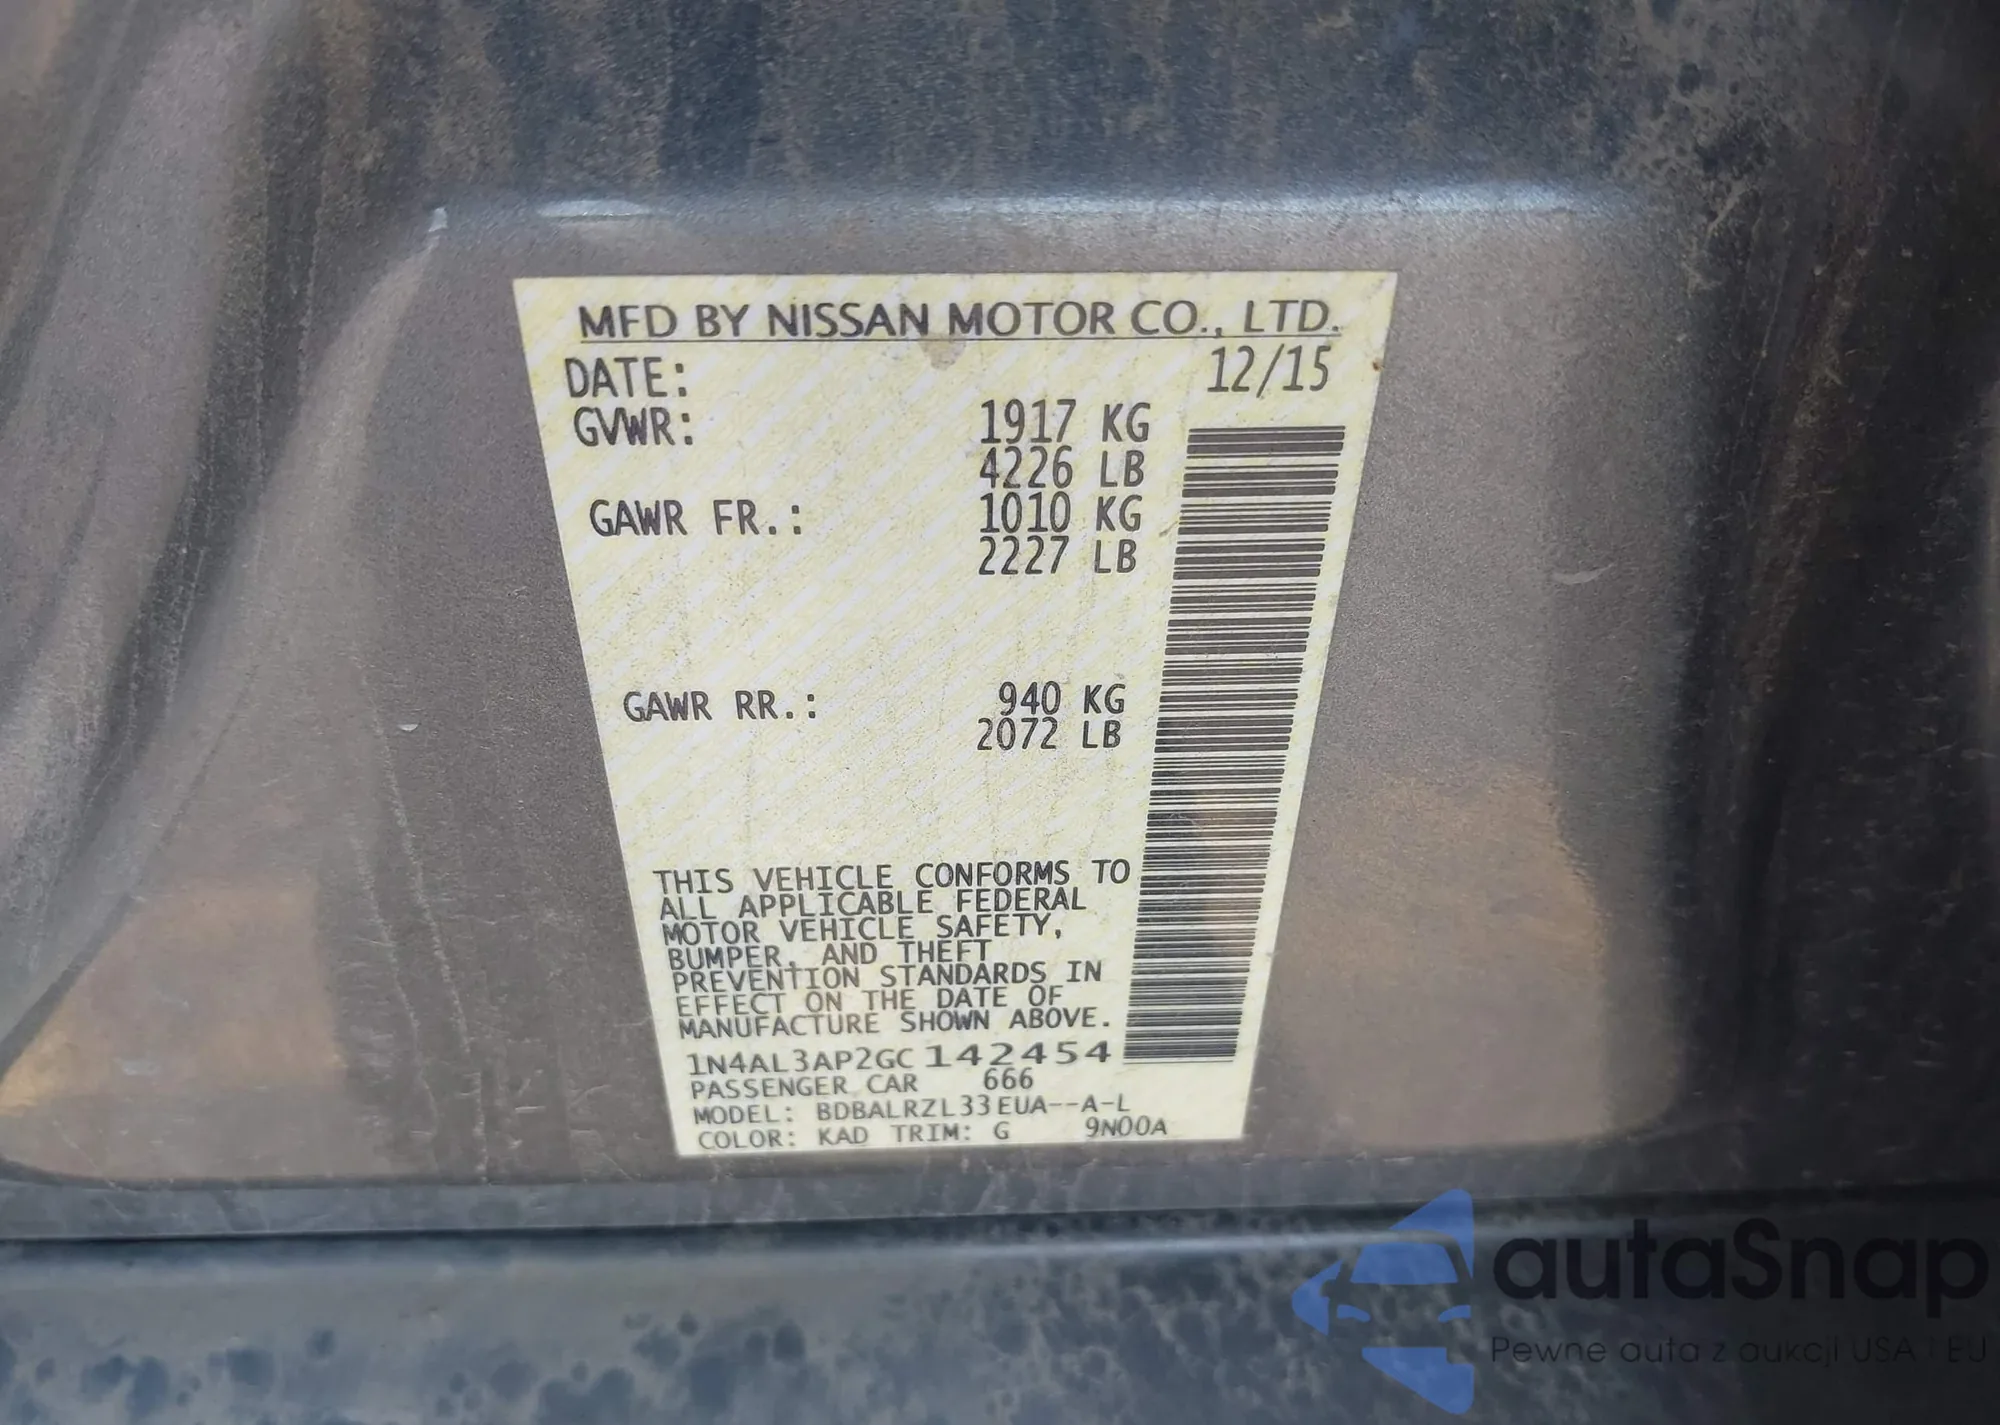 MFD BY NISSAN MOTOR CO., LTD.
DATE: 12/15
GVWR: 1917 KG
4226 LB
GAWR FR.: 1010 KG
2227 LB
GAWR RR.: 940 KG
2072 LB
THIS VEHICLE CONFORMS TO
ALL APPLICABLE FEDERAL
MOTOR VEHICLE SAFETY,
BUMPER, AND THEFT
PREVENTION STANDARDS IN
EFFECT ON THE DATE OF
MANUFACTURE SHOWN ABOVE.
1N4AL3AP2GC142454
PASSENGER CAR 666
MODEL: BDBALRZL33EUA--A-L
COLOR: KAD TRIM: G 9N00A
autaSnap
Pewne auta z aukcji USA i EU